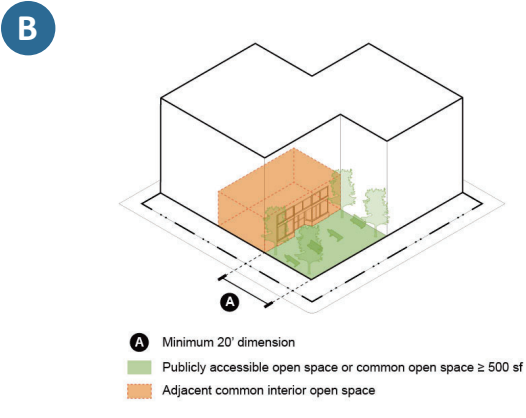 B
A
A Minimum 20' dimension
Publicly accessible open space or common open space ≥ 500 sf
Adjacent common interior open space